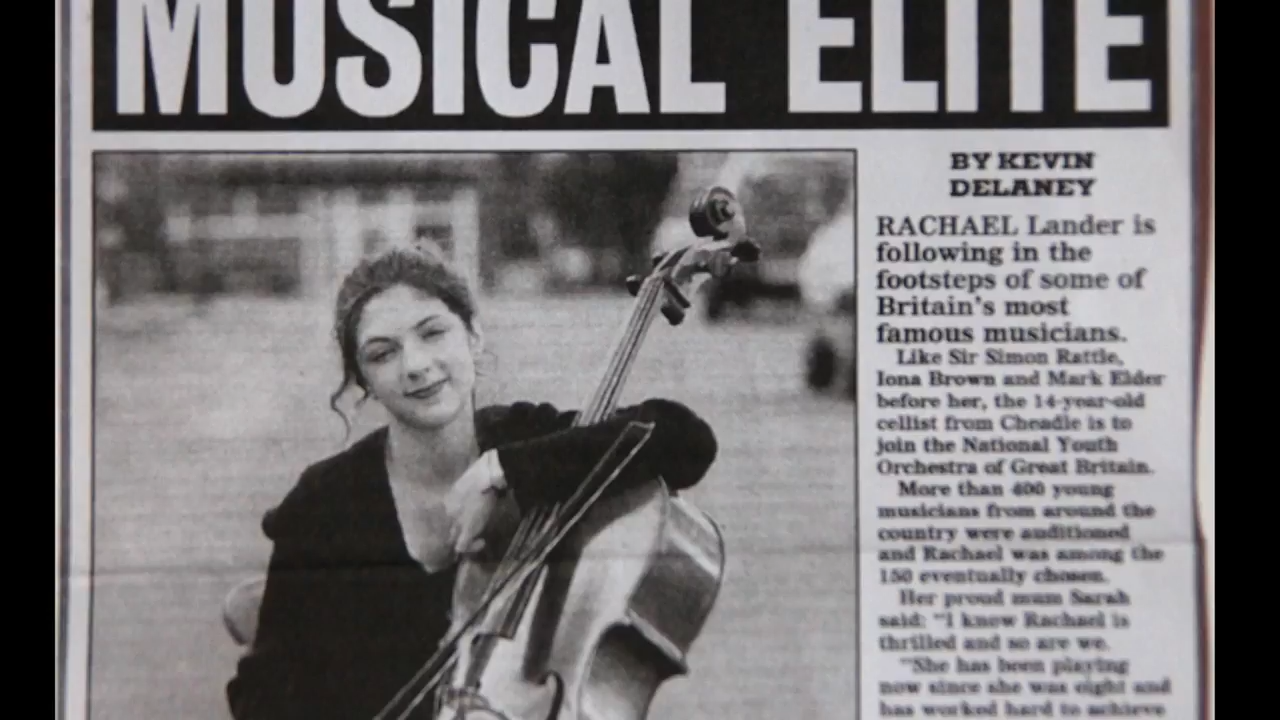 MUSICAL ELITE
BY KEVIN
DELANEY
RACHAEL Lander is
following in the
footsteps of some of
Britain's most
famous musicians.
Like Sir Simon Rattle,
Iona Brown and Mark Elder
before her, the 14-year-old
cellist from Cheadle is to
join the National Youth
Orchestra of Great Britain.
More than 400 young
musicians from around the
country were auditioned
and Rachael was among the
150 eventually chosen.
Her proud mum Sarah
said: "I know Rachael is
thrilled and so are we.
"She has been playing
now since she was eight and
has worked hard to achieve